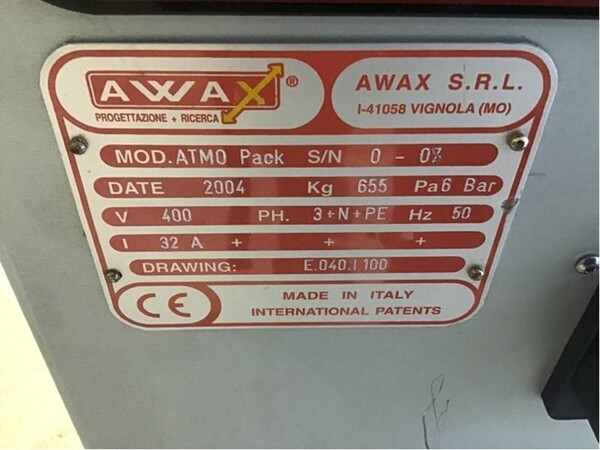 AWAX ®
PROGETTAZIONE + RICERCA
AWAX S.R.L.
I-41058 VIGNOLA (MO)
MOD. ATMO Pack S/N 0 - 08
DATE 2004 Kg 655 Pa 6 Bar
V 400 PH. 3+N+PE Hz 50
I 32 A + + +
DRAWING: E.040.I.100
CE
MADE IN ITALY
INTERNATIONAL PATENTS